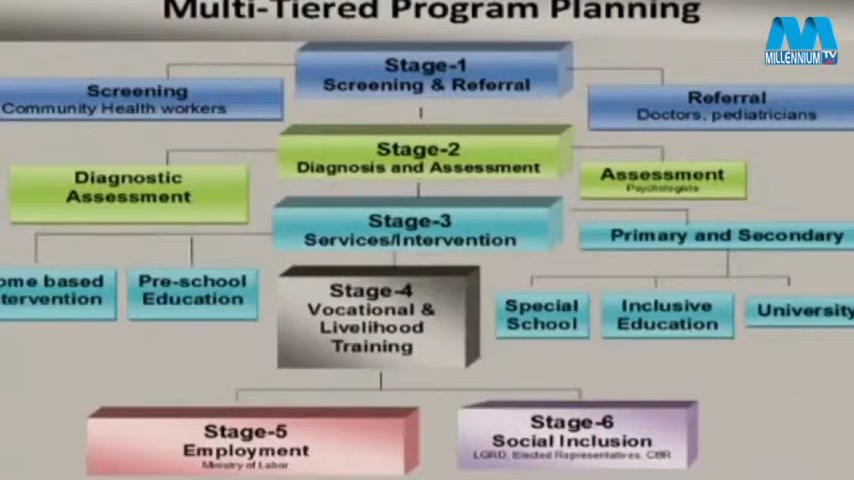 Multi-Tiered Program Planning
MILLENNIUM TV
Stage-1
Screening & Referral
Screening
Community Health workers
Referral
Doctors, pediatricians
Stage-2
Diagnosis and Assessment
Diagnostic
Assessment
Assessment
Psychologists
Stage-3
Services/Intervention
Primary and Secondary
ome based
tervention
Pre-school
Education
Stage-4
Vocational &
Livelihood
Training
Special
School
Inclusive
Education
University
Stage-5
Employment
Ministry of Labor
Stage-6
Social Inclusion
LGRD, Elected Representatives, CBR